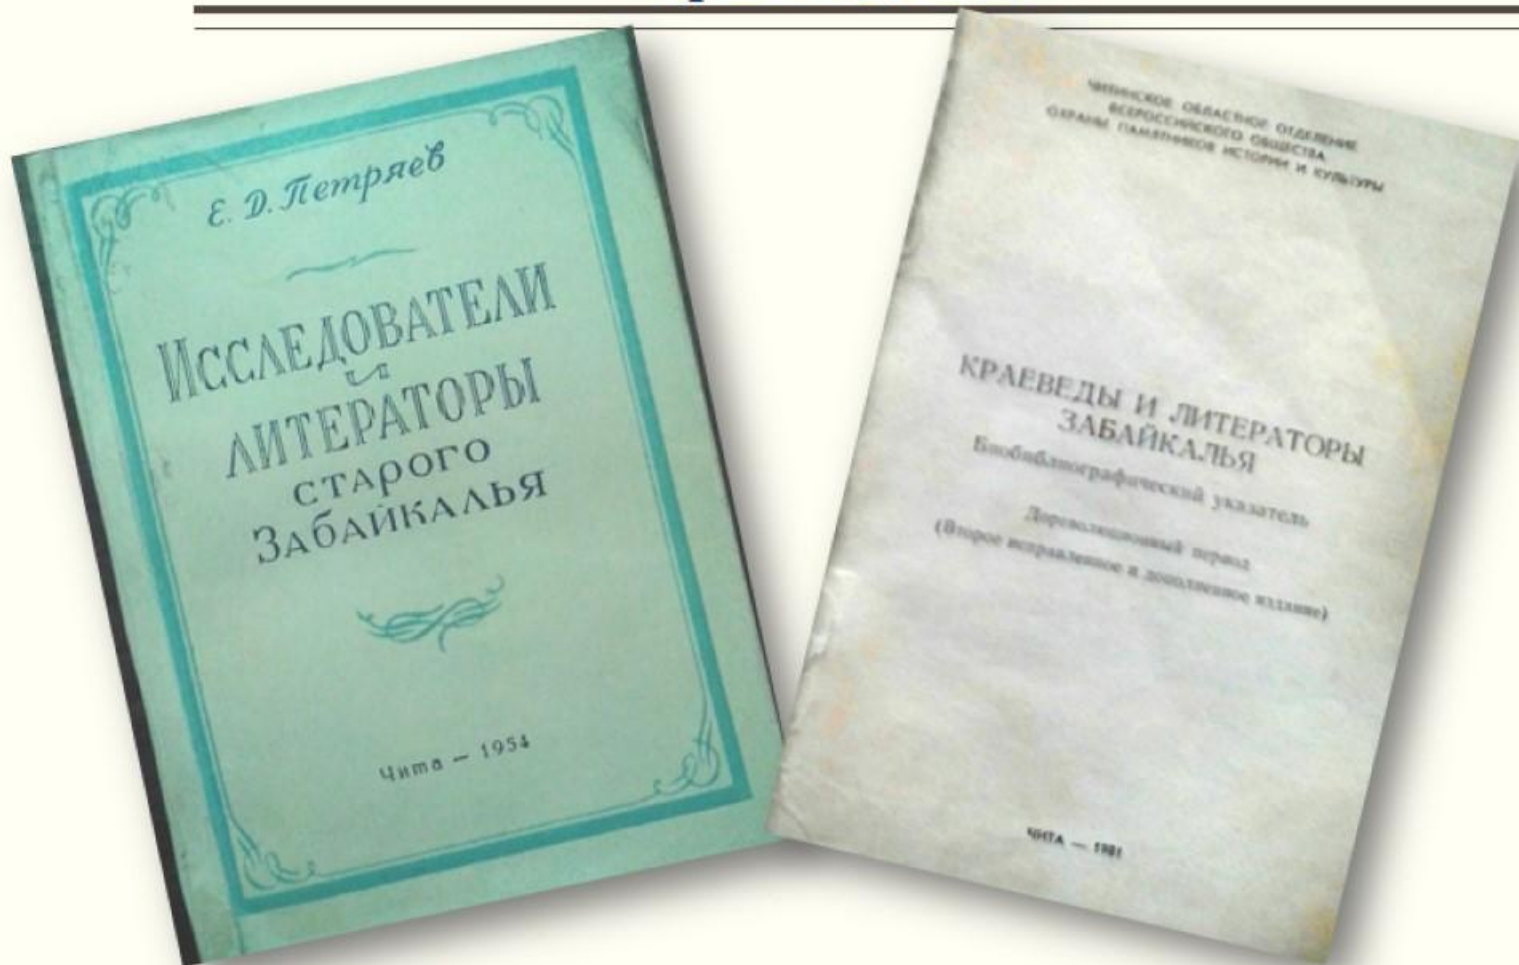 Е. Д. Петряев
Исследователи
и
литераторы
старого
Забайкалья
Чита — 1954
ЧИТИНСКОЕ ОБЛАСТНОЕ ОТДЕЛЕНИЕ
ВСЕРОССИЙСКОГО ОБЩЕСТВА
ОХРАНЫ ПАМЯТНИКОВ ИСТОРИИ И КУЛЬТУРЫ
КРАЕВЕДЫ И ЛИТЕРАТОРЫ
ЗАБАЙКАЛЬЯ
Биобиблиографический указатель
Дореволюционный период
(Второе исправленное и дополненное издание)
ЧИТА — 1981